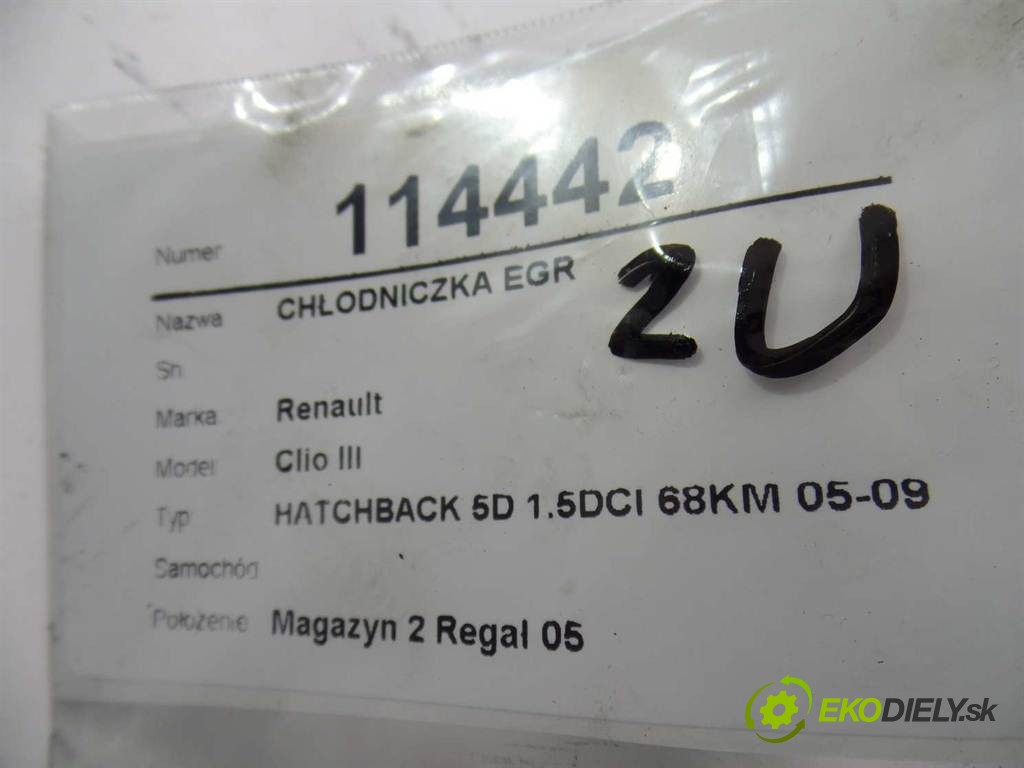 Numer 114442
Nazwa CHŁODNICZKA EGR
2U
Sn
Marka Renault
Model Clio III
Typ HATCHBACK 5D 1.5DCI 68KM 05-09
Samochód
Położenie Magazyn 2 Regał 05
EKODIELY.sk